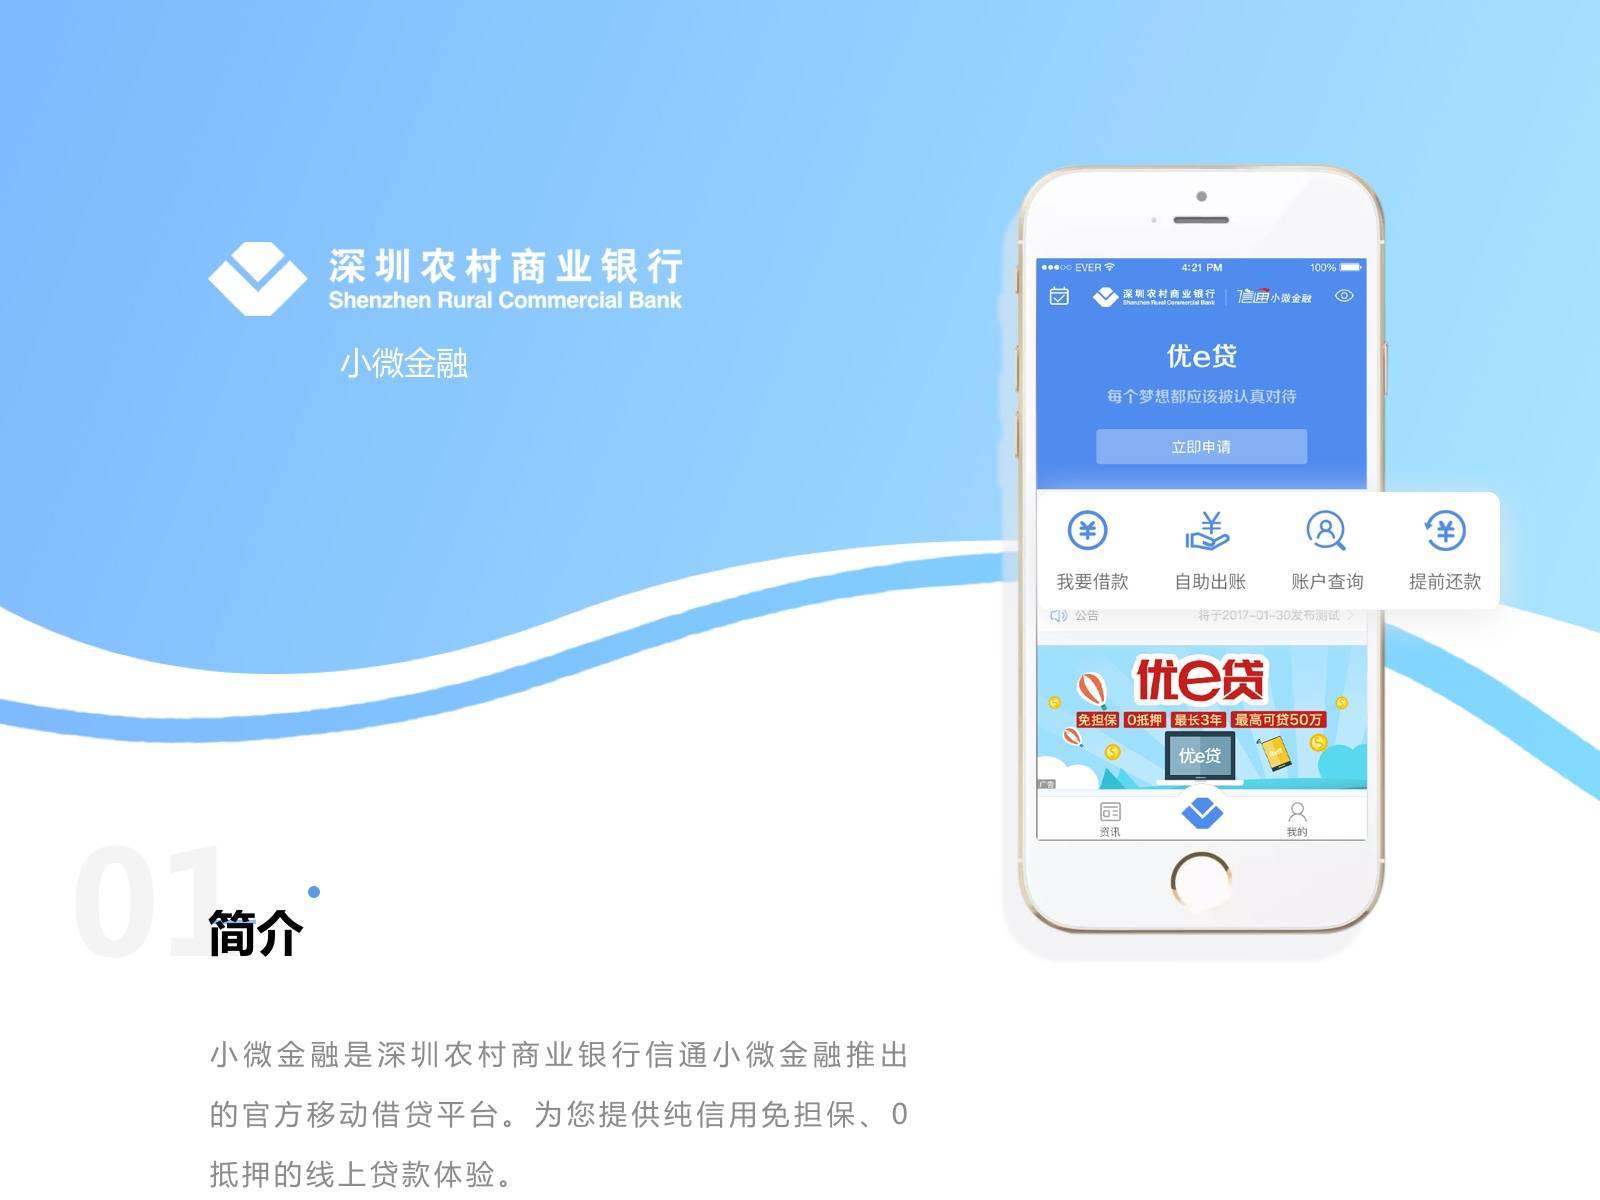 深圳农村商业银行
Shenzhen Rural Commercial Bank
小微金融
EVER 4:21 PM 100%
深圳农村商业银行 信通小微金融
Shenzhen Rural Commercial Bank
优e贷
每个梦想都应该被认真对待
立即申请
我要借款 自助出账 账户查询 提前还款
公告 将于2017-01-30发布测试
优e贷
免担保 0抵押 最长3年 最高可贷50万
优e贷
广告
资讯 我的
01
简介
小微金融是深圳农村商业银行信通小微金融推出
的官方移动借贷平台。为您提供纯信用免担保、0
抵押的线上贷款体验。